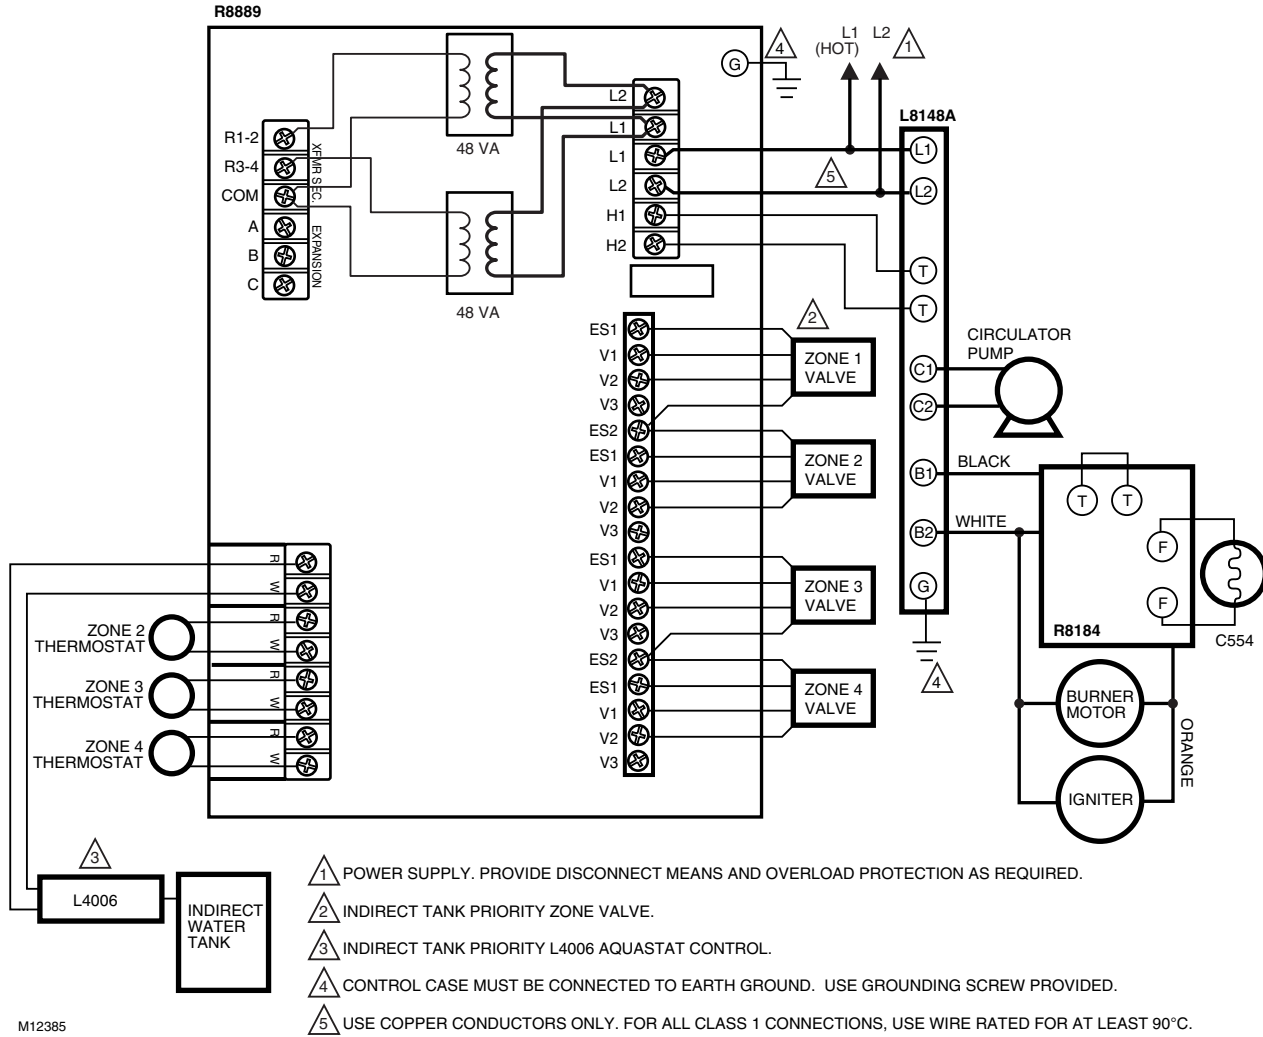 R8889
4
G
L1
(HOT)
L2
1
L8148A
L2
L1
L1
L2
H1
H2
R1-2
R3-4
COM
A
B
C
XFMR SEC.
EXPANSION
48 VA
48 VA
5
L1
L2
T
T
C1
C2
B1
B2
G
4
CIRCULATOR
PUMP
BLACK
WHITE
T
T
F
F
R8184
C554
BURNER
MOTOR
IGNITER
ORANGE
ES1
V1
V2
V3
ES2
ES1
V1
V2
V3
ES1
V1
V2
V3
ES2
ES1
V1
V2
V3
2
ZONE 1
VALVE
ZONE 2
VALVE
ZONE 3
VALVE
ZONE 4
VALVE
R
W
R
W
R
W
R
W
ZONE 2
THERMOSTAT
ZONE 3
THERMOSTAT
ZONE 4
THERMOSTAT
3
L4006
INDIRECT
WATER
TANK
1 POWER SUPPLY. PROVIDE DISCONNECT MEANS AND OVERLOAD PROTECTION AS REQUIRED.
2 INDIRECT TANK PRIORITY ZONE VALVE.
3 INDIRECT TANK PRIORITY L4006 AQUASTAT CONTROL.
4 CONTROL CASE MUST BE CONNECTED TO EARTH GROUND. USE GROUNDING SCREW PROVIDED.
5 USE COPPER CONDUCTORS ONLY. FOR ALL CLASS 1 CONNECTIONS, USE WIRE RATED FOR AT LEAST 90°C.
M12385